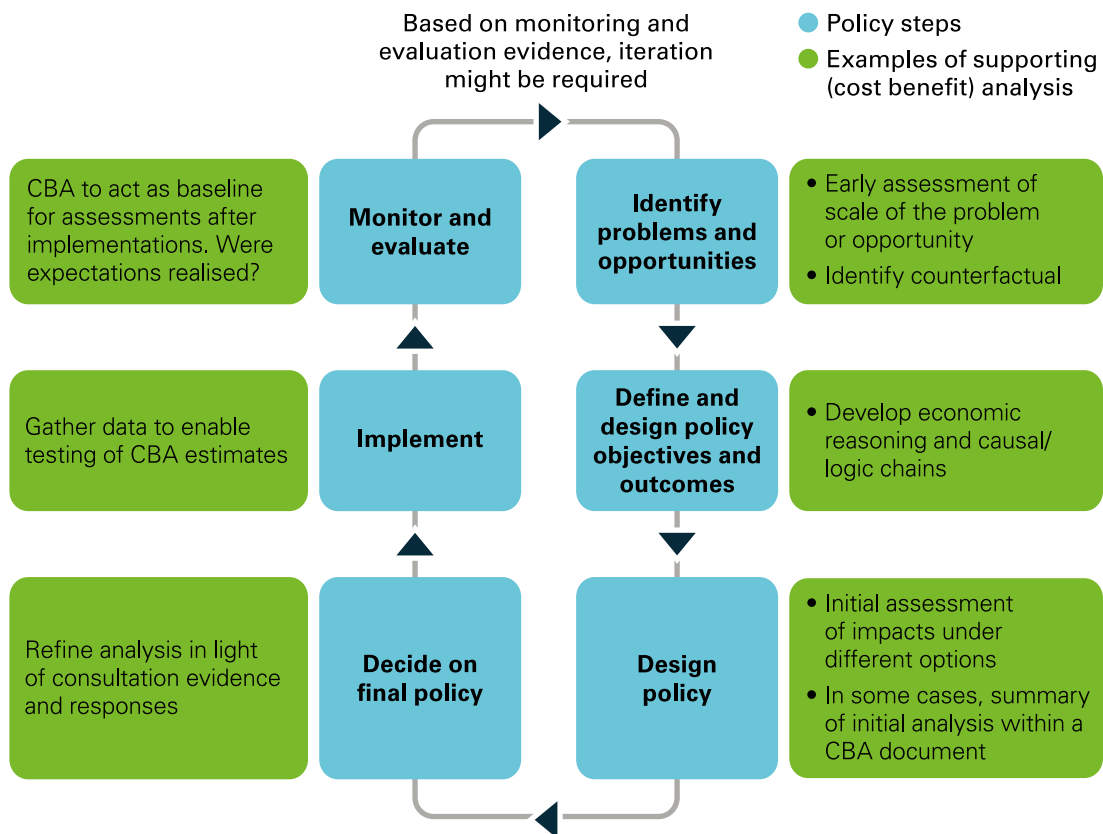 Based on monitoring and
evaluation evidence, iteration
might be required
Policy steps
Examples of supporting
(cost benefit) analysis
CBA to act as baseline
for assessments after
implementations. Were
expectations realised?
Monitor and
evaluate
Identify
problems and
opportunities
• Early assessment of
scale of the problem
or opportunity
• Identify counterfactual
Gather data to enable
testing of CBA estimates
Implement
Define and
design policy
objectives and
outcomes
• Develop economic
reasoning and causal/
logic chains
Refine analysis in light
of consultation evidence
and responses
Decide on
final policy
Design
policy
• Initial assessment
of impacts under
different options
• In some cases, summary
of initial analysis within a
CBA document